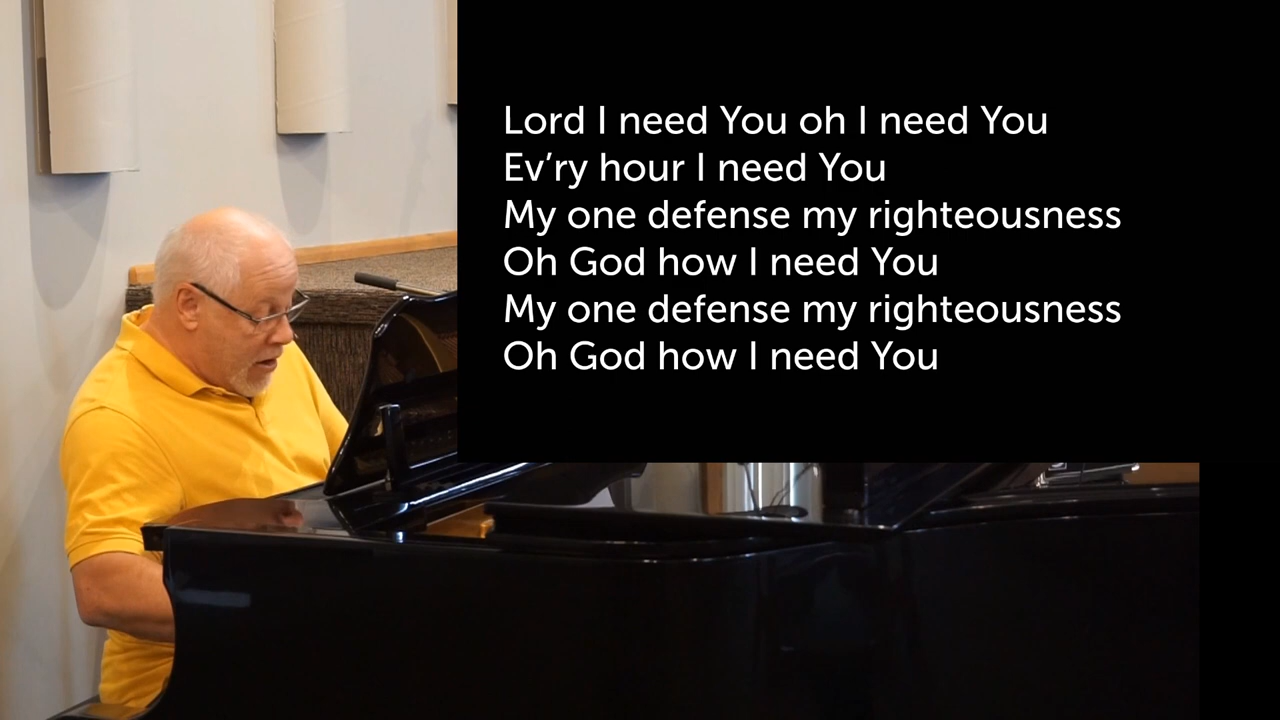 Lord I need You oh I need You
Ev’ry hour I need You
My one defense my righteousness
Oh God how I need You
My one defense my righteousness
Oh God how I need You